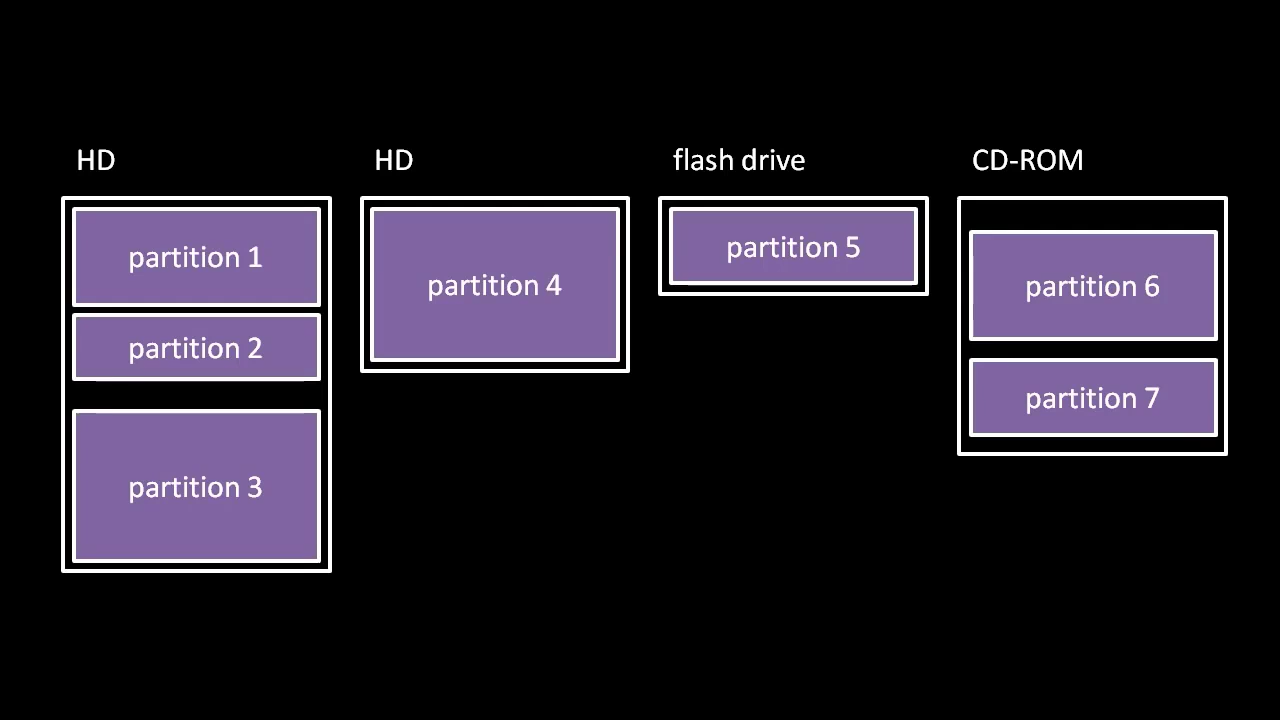 HD
partition 1
partition 2
partition 3
HD
partition 4
flash drive
partition 5
CD-ROM
partition 6
partition 7